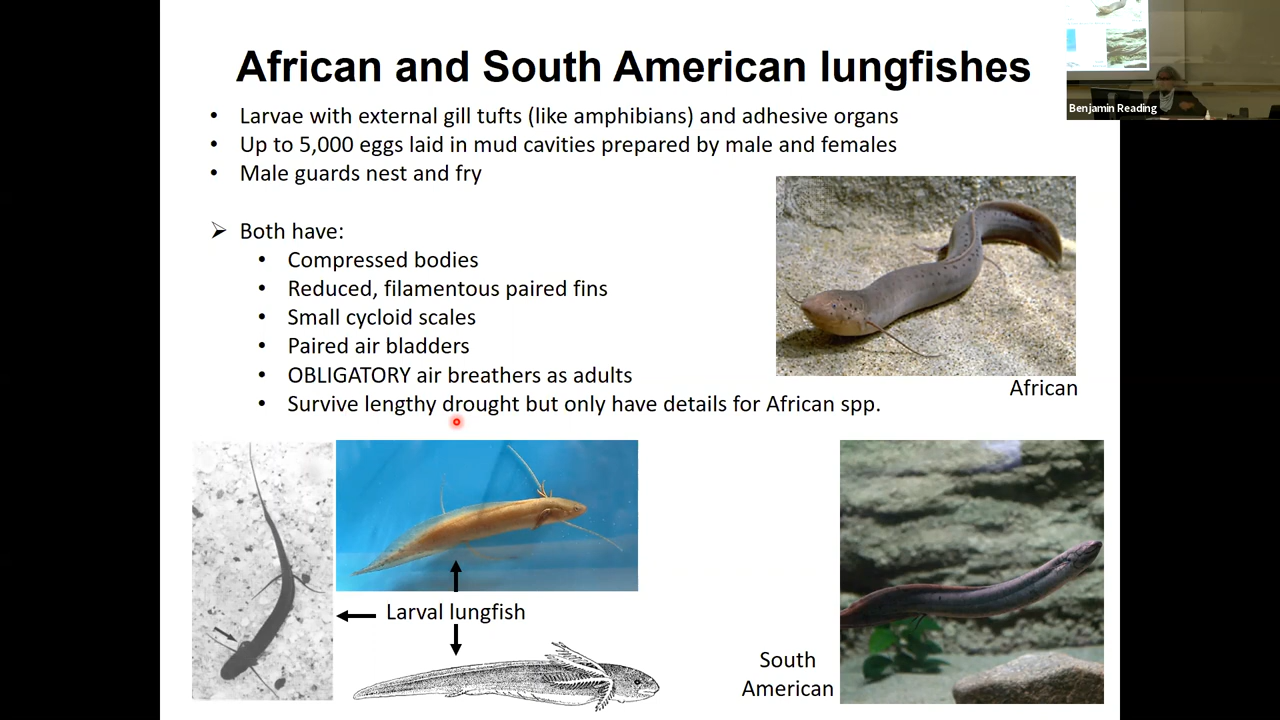 African and South American lungfishes
Benjamin Reading
• Larvae with external gill tufts (like amphibians) and adhesive organs
• Up to 5,000 eggs laid in mud cavities prepared by male and females
• Male guards nest and fry
➢ Both have:
• Compressed bodies
• Reduced, filamentous paired fins
• Small cycloid scales
• Paired air bladders
• OBLIGATORY air breathers as adults
• Survive lengthy drought but only have details for African spp.
African
Larval lungfish
South
American